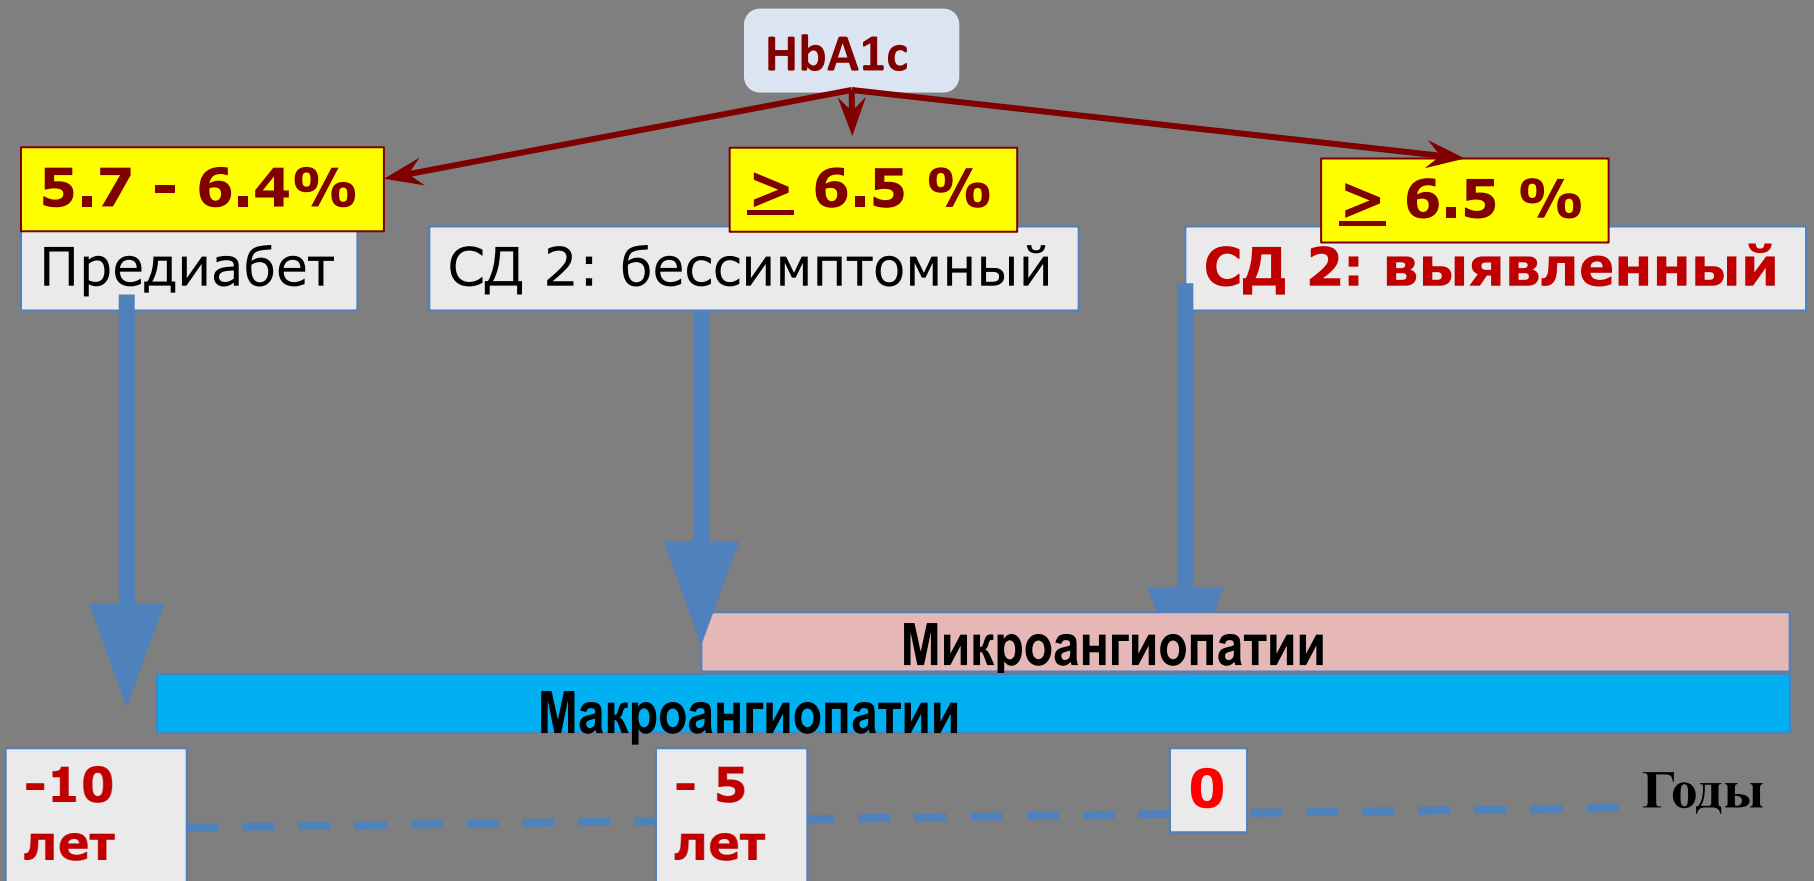 HbA1c
5.7 - 6.4%
≥ 6.5 %
≥ 6.5 %
Предиабет
СД 2: бессимптомный
СД 2: выявленный
Микроангиопатии
Макроангиопатии
-10
лет
- 5
лет
0
Годы